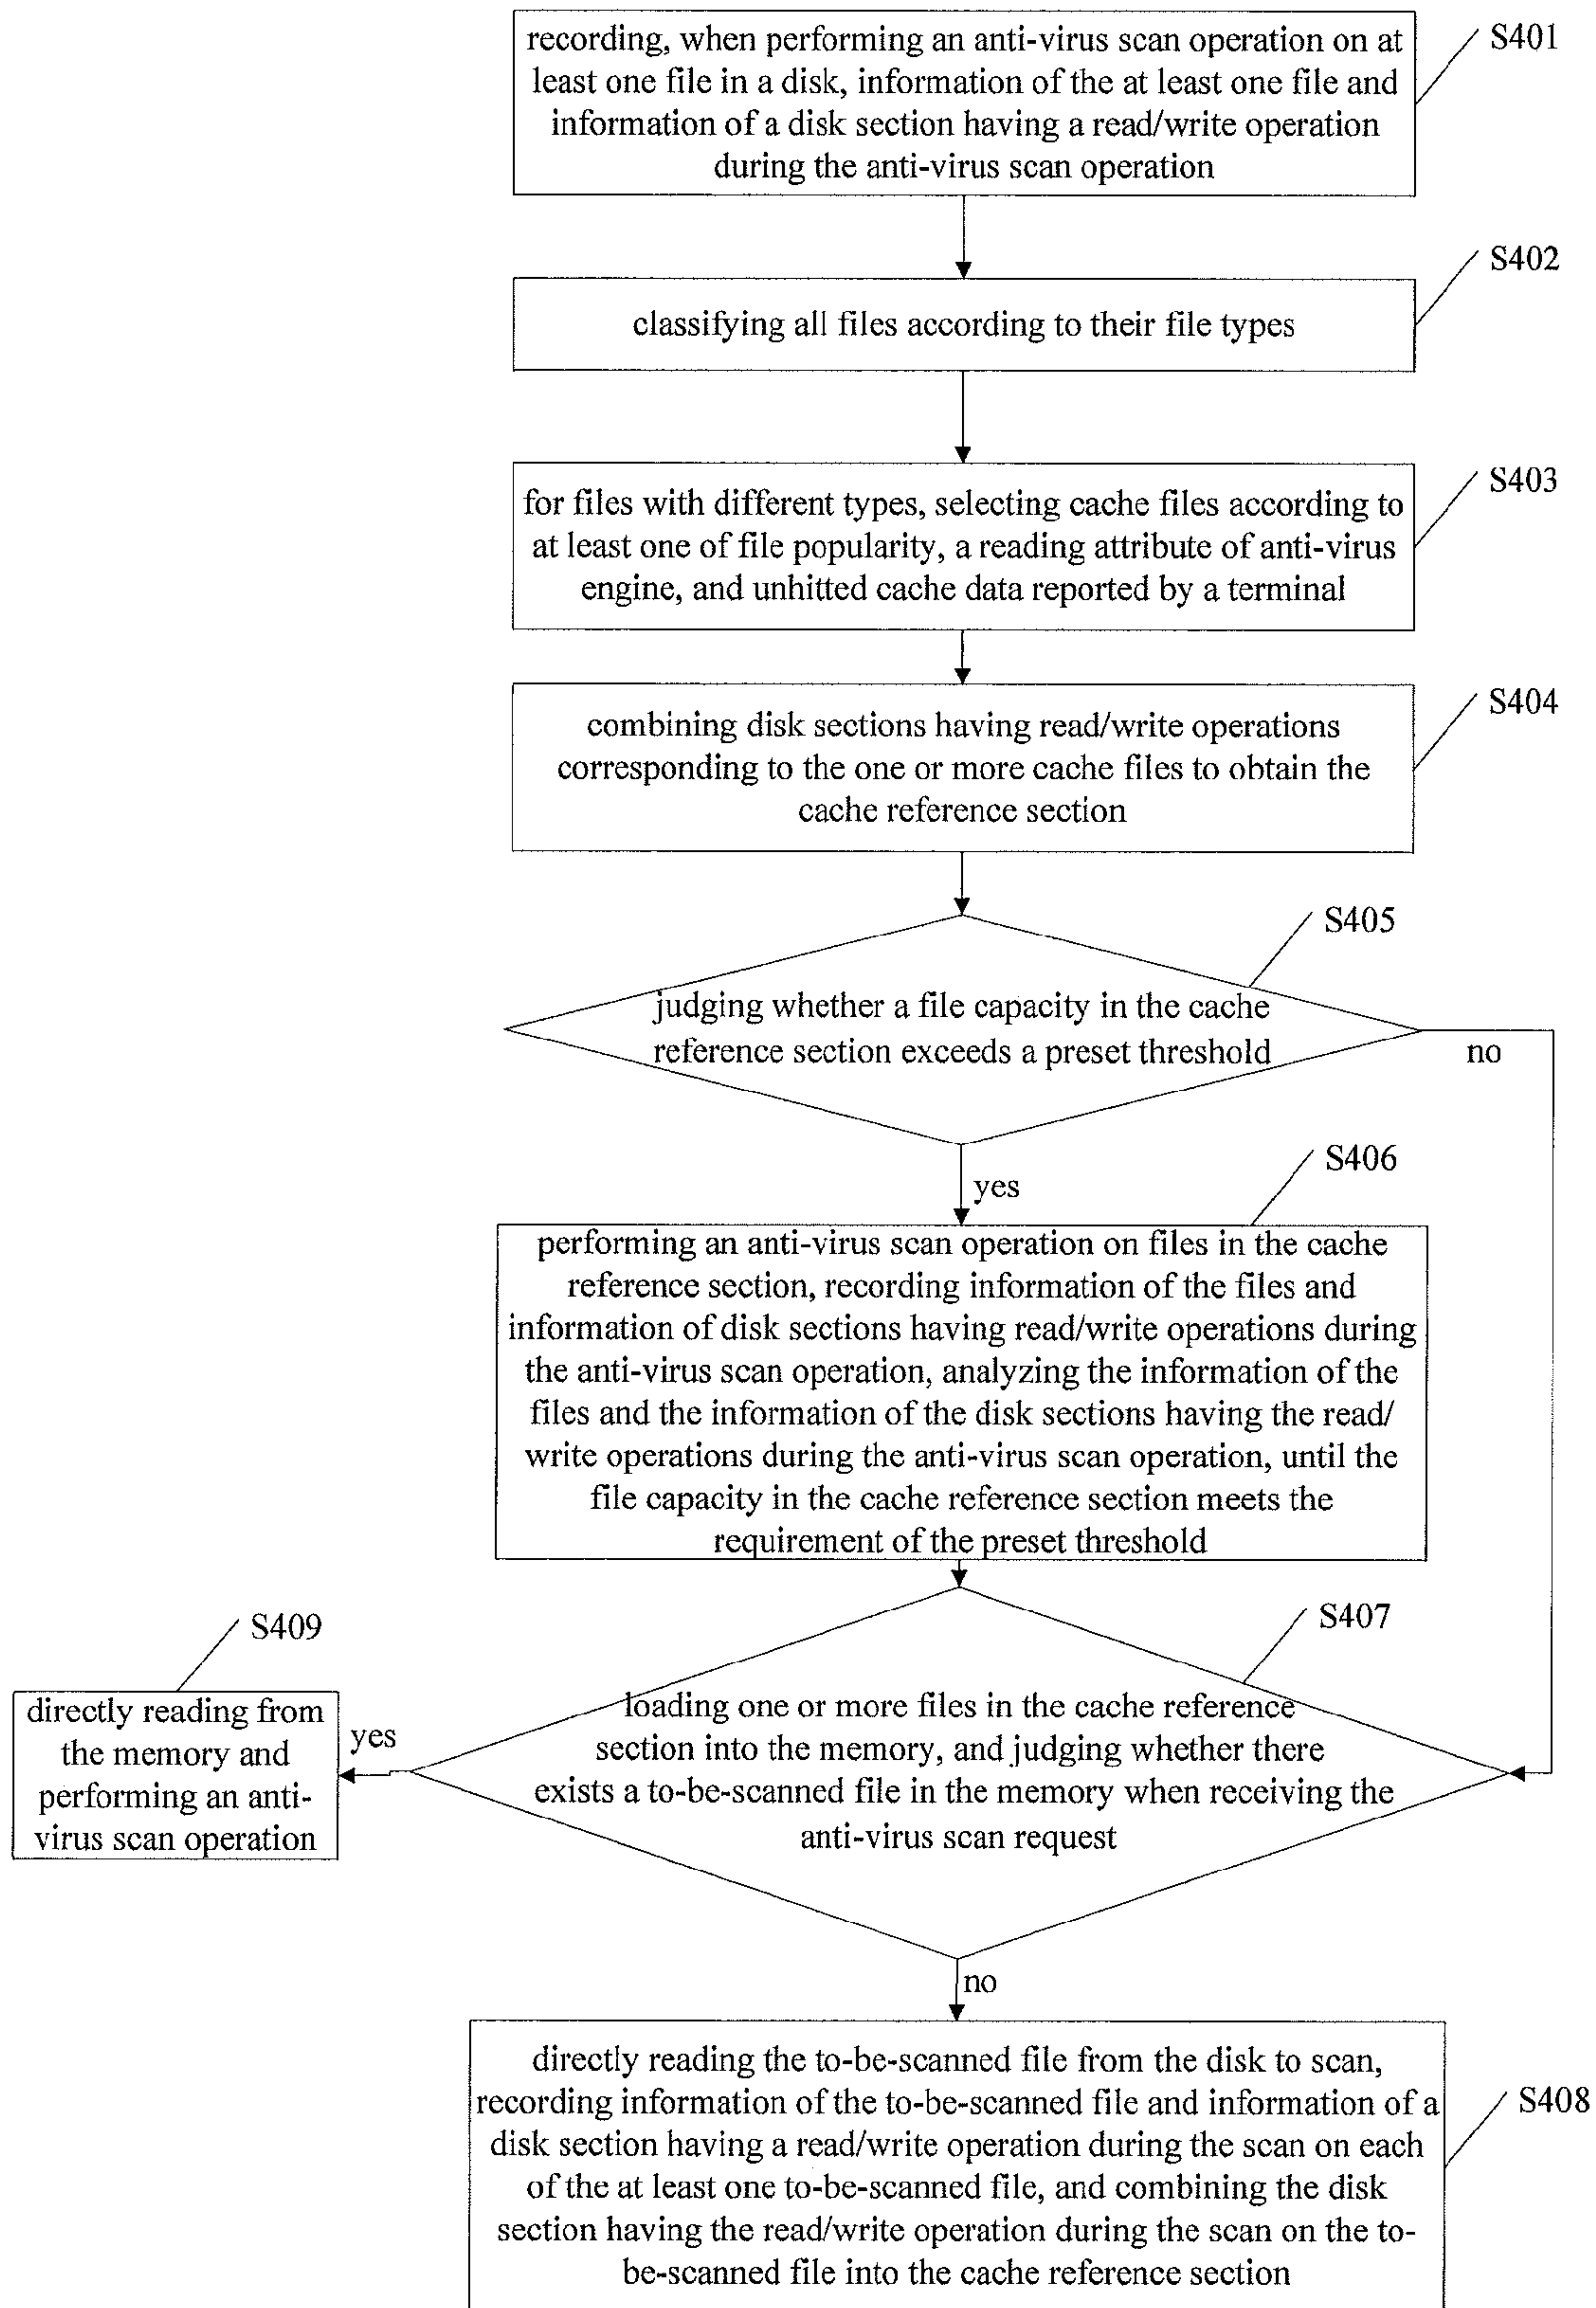 recording, when performing an anti-virus scan operation on at
least one file in a disk, information of the at least one file and
information of a disk section having a read/write operation
during the anti-virus scan operation
S401
classifying all files according to their file types
S402
for files with different types, selecting cache files according to
at least one of file popularity, a reading attribute of anti-virus
engine, and unhitted cache data reported by a terminal
S403
combining disk sections having read/write operations
corresponding to the one or more cache files to obtain the
cache reference section
S404
judging whether a file capacity in the cache
reference section exceeds a preset threshold
S405
no
yes
performing an anti-virus scan operation on files in the cache
reference section, recording information of the files and
information of disk sections having read/write operations during
the anti-virus scan operation, analyzing the information of the
files and the information of the disk sections having the read/
write operations during the anti-virus scan operation, until the
file capacity in the cache reference section meets the
requirement of the preset threshold
S406
loading one or more files in the cache reference
section into the memory, and judging whether there
exists a to-be-scanned file in the memory when receiving the
anti-virus scan request
S407
yes
directly reading from
the memory and
performing an anti-
virus scan operation
S409
no
directly reading the to-be-scanned file from the disk to scan,
recording information of the to-be-scanned file and information of a
disk section having a read/write operation during the scan on each
of the at least one to-be-scanned file, and combining the disk
section having the read/write operation during the scan on the to-
be-scanned file into the cache reference section
S408